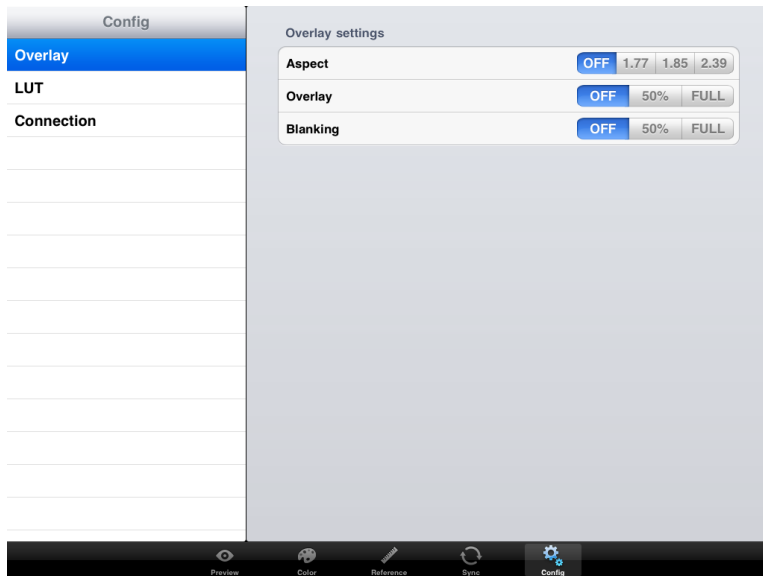 Config
Overlay
LUT
Connection
Overlay settings
Aspect OFF 1.77 1.85 2.39
Overlay OFF 50% FULL
Blanking OFF 50% FULL
Preview Color Reference Sync Config